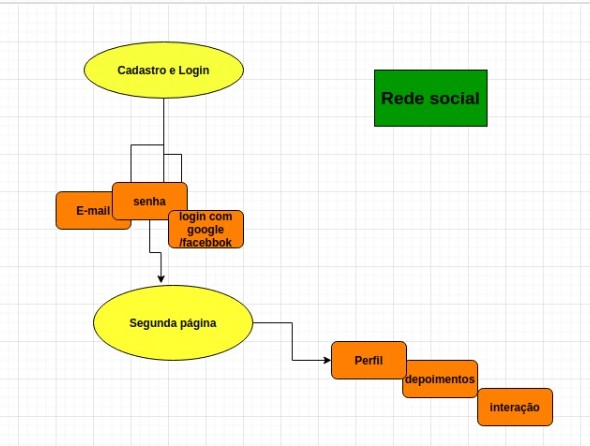 Cadastro e Login
Rede social
E-mail
senha
login com
google
/facebbok
Segunda página
Perfil
depoimentos
interação